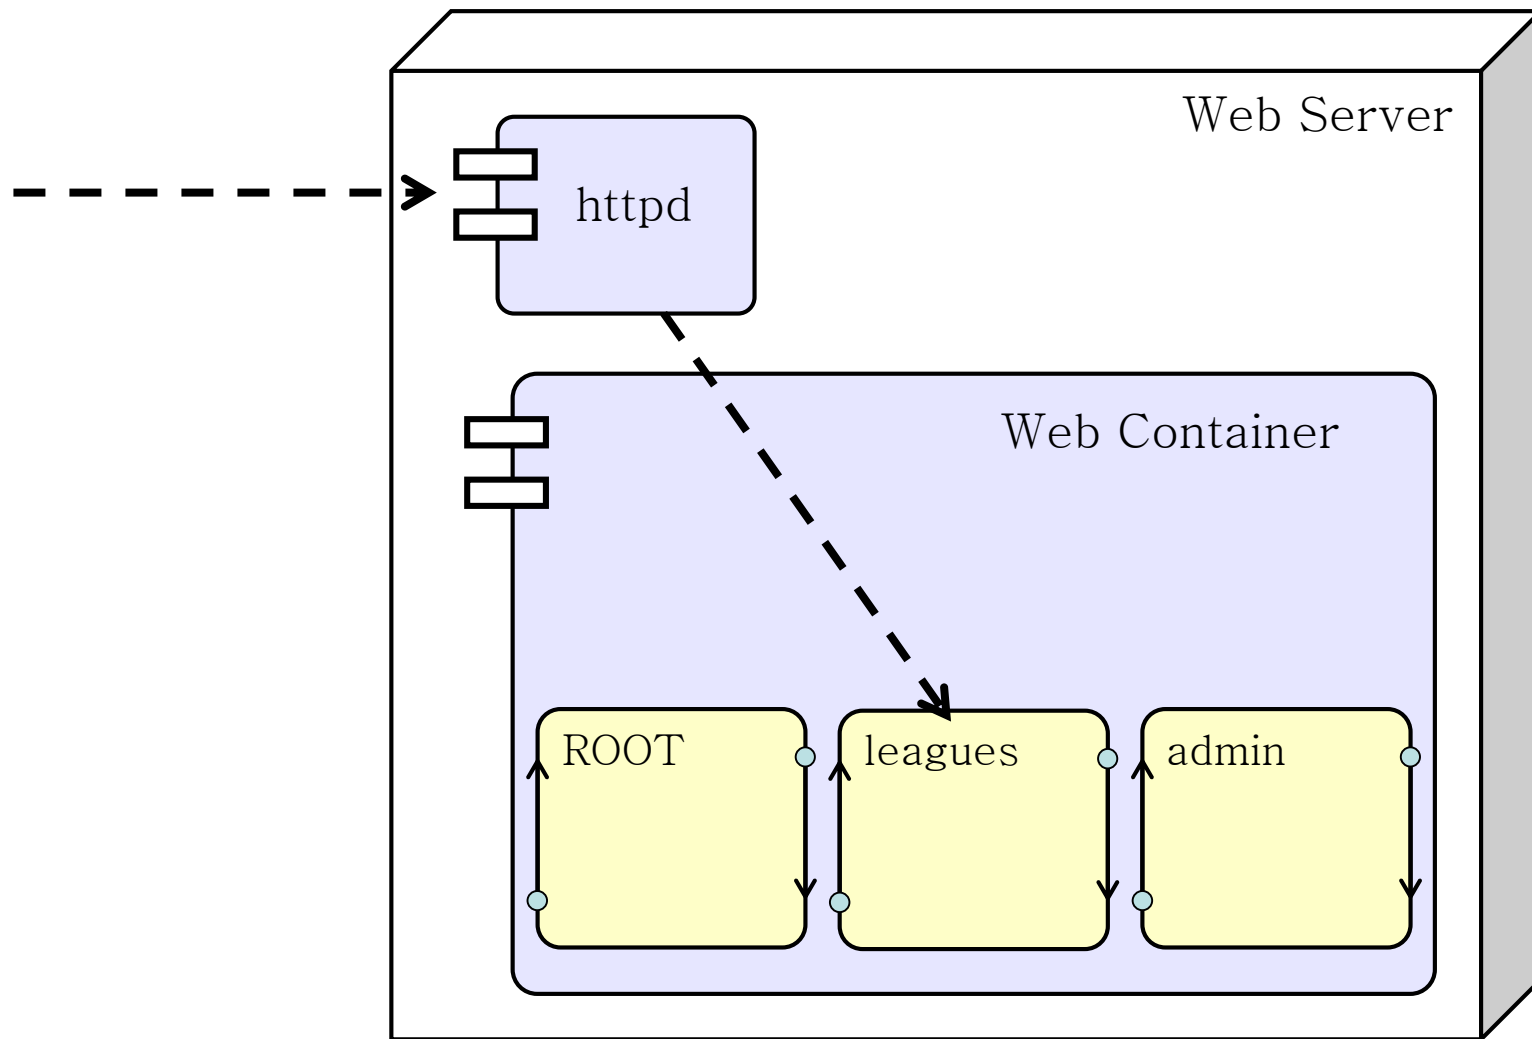 Web Server
httpd
Web Container
ROOT
leagues
admin